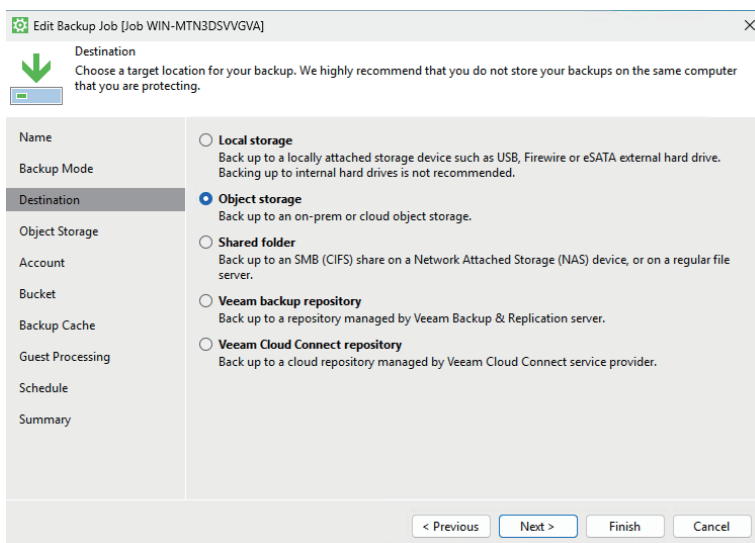 Edit Backup Job [Job WIN-MTN3DSVVGVA]
Destination
Choose a target location for your backup. We highly recommend that you do not store your backups on the same computer
that you are protecting.
Name
Backup Mode
Destination
Object Storage
Account
Bucket
Backup Cache
Guest Processing
Schedule
Summary
Local storage
Back up to a locally attached storage device such as USB, Firewire or eSATA external hard drive.
Backing up to internal hard drives is not recommended.
Object storage
Back up to an on-prem or cloud object storage.
Shared folder
Back up to an SMB (CIFS) share on a Network Attached Storage (NAS) device, or on a regular file
server.
Veeam backup repository
Back up to a repository managed by Veeam Backup & Replication server.
Veeam Cloud Connect repository
Back up to a cloud repository managed by Veeam Cloud Connect service provider.
< Previous
Next >
Finish
Cancel